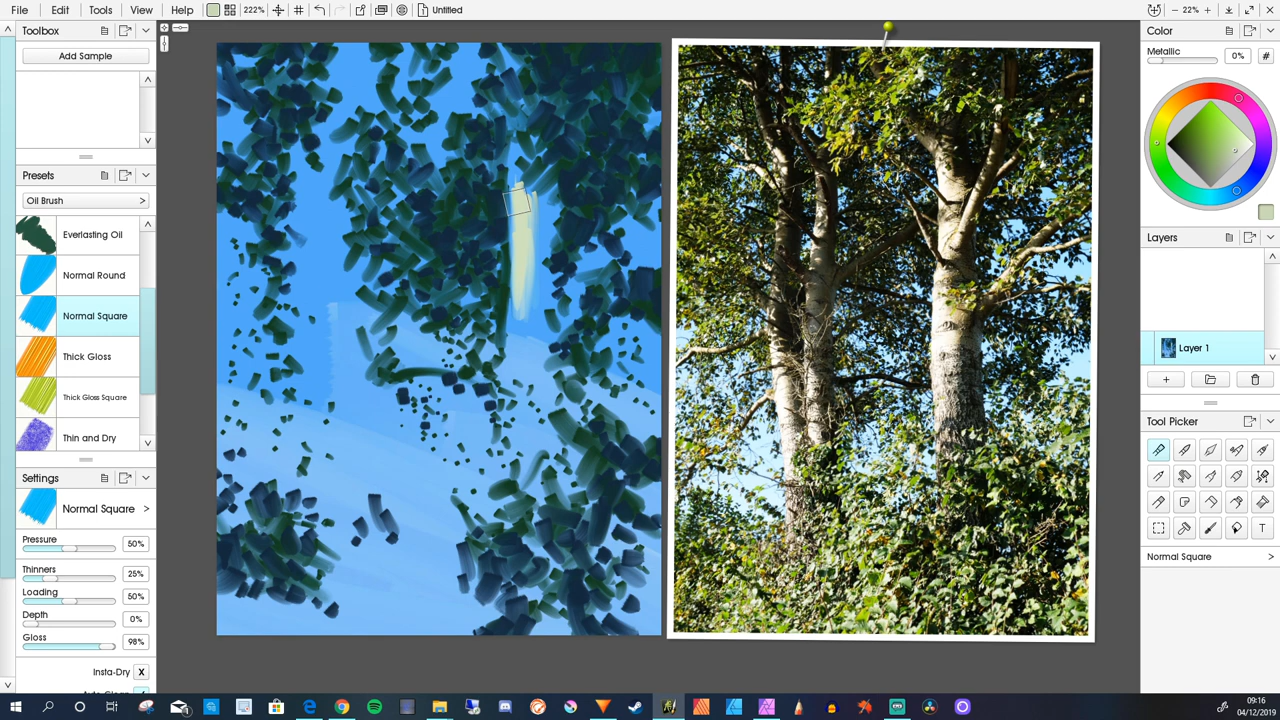 File Edit Tools View Help 222% Untitled 22%
Toolbox
Add Sample
Presets
Oil Brush >
Everlasting Oil
Normal Round
Normal Square
Thick Gloss
Thick Gloss Square
Thin and Dry
Settings
Normal Square >
Pressure 50%
Thinners 25%
Loading 50%
Depth 0%
Gloss 98%
Insta-Dry X
Color
Metallic 0% #
Layers
Layer 1
Tool Picker
T
Normal Square >
09:16
04/12/2019